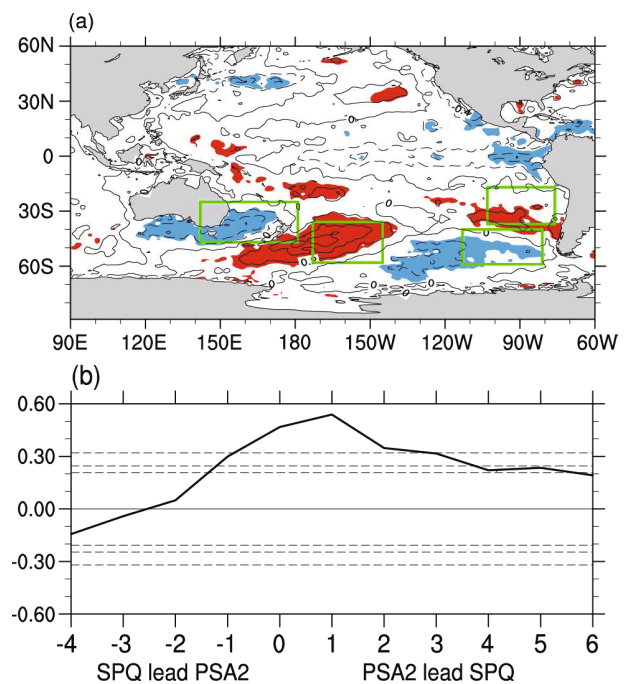 (a)
60N
30N
0
30S
60S
90E 120E 150E 180 150W 120W 90W 60W
(b)
0.60
0.30
0.00
-0.30
-0.60
-4 -3 -2 -1 0 1 2 3 4 5 6
SPQ lead PSA2 PSA2 lead SPQ